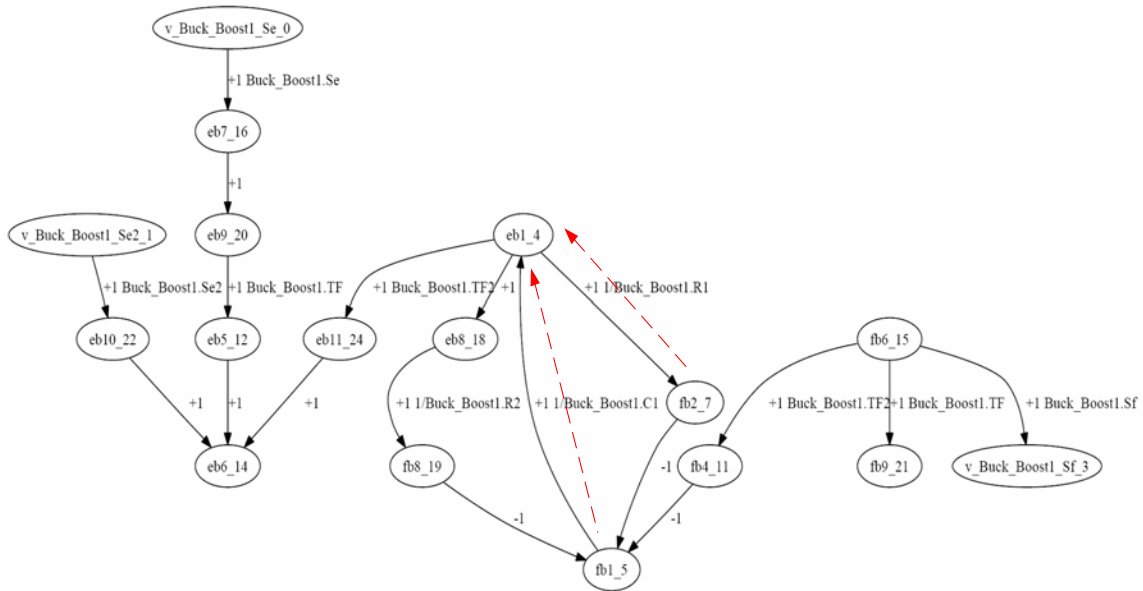 v_Buck_Boost1_Se_0
+1 Buck_Boost1.Se
eb7_16
+1
v_Buck_Boost1_Se2_1
eb9_20
eb1_4
+1 Buck_Boost1.Se2
+1 Buck_Boost1.TF
+1 Buck_Boost1.TF2
+1
+1 1/Buck_Boost1.R1
eb10_22
eb5_12
eb11_24
eb8_18
fb6_15
+1
+1
+1
+1 1/Buck_Boost1.R2
+1 1/Buck_Boost1.C1
fb2_7
+1 Buck_Boost1.TF2
+1 Buck_Boost1.TF
+1 Buck_Boost1.Sf
eb6_14
fb8_19
-1
fb4_11
fb9_21
v_Buck_Boost1_Sf_3
-1
-1
fb1_5